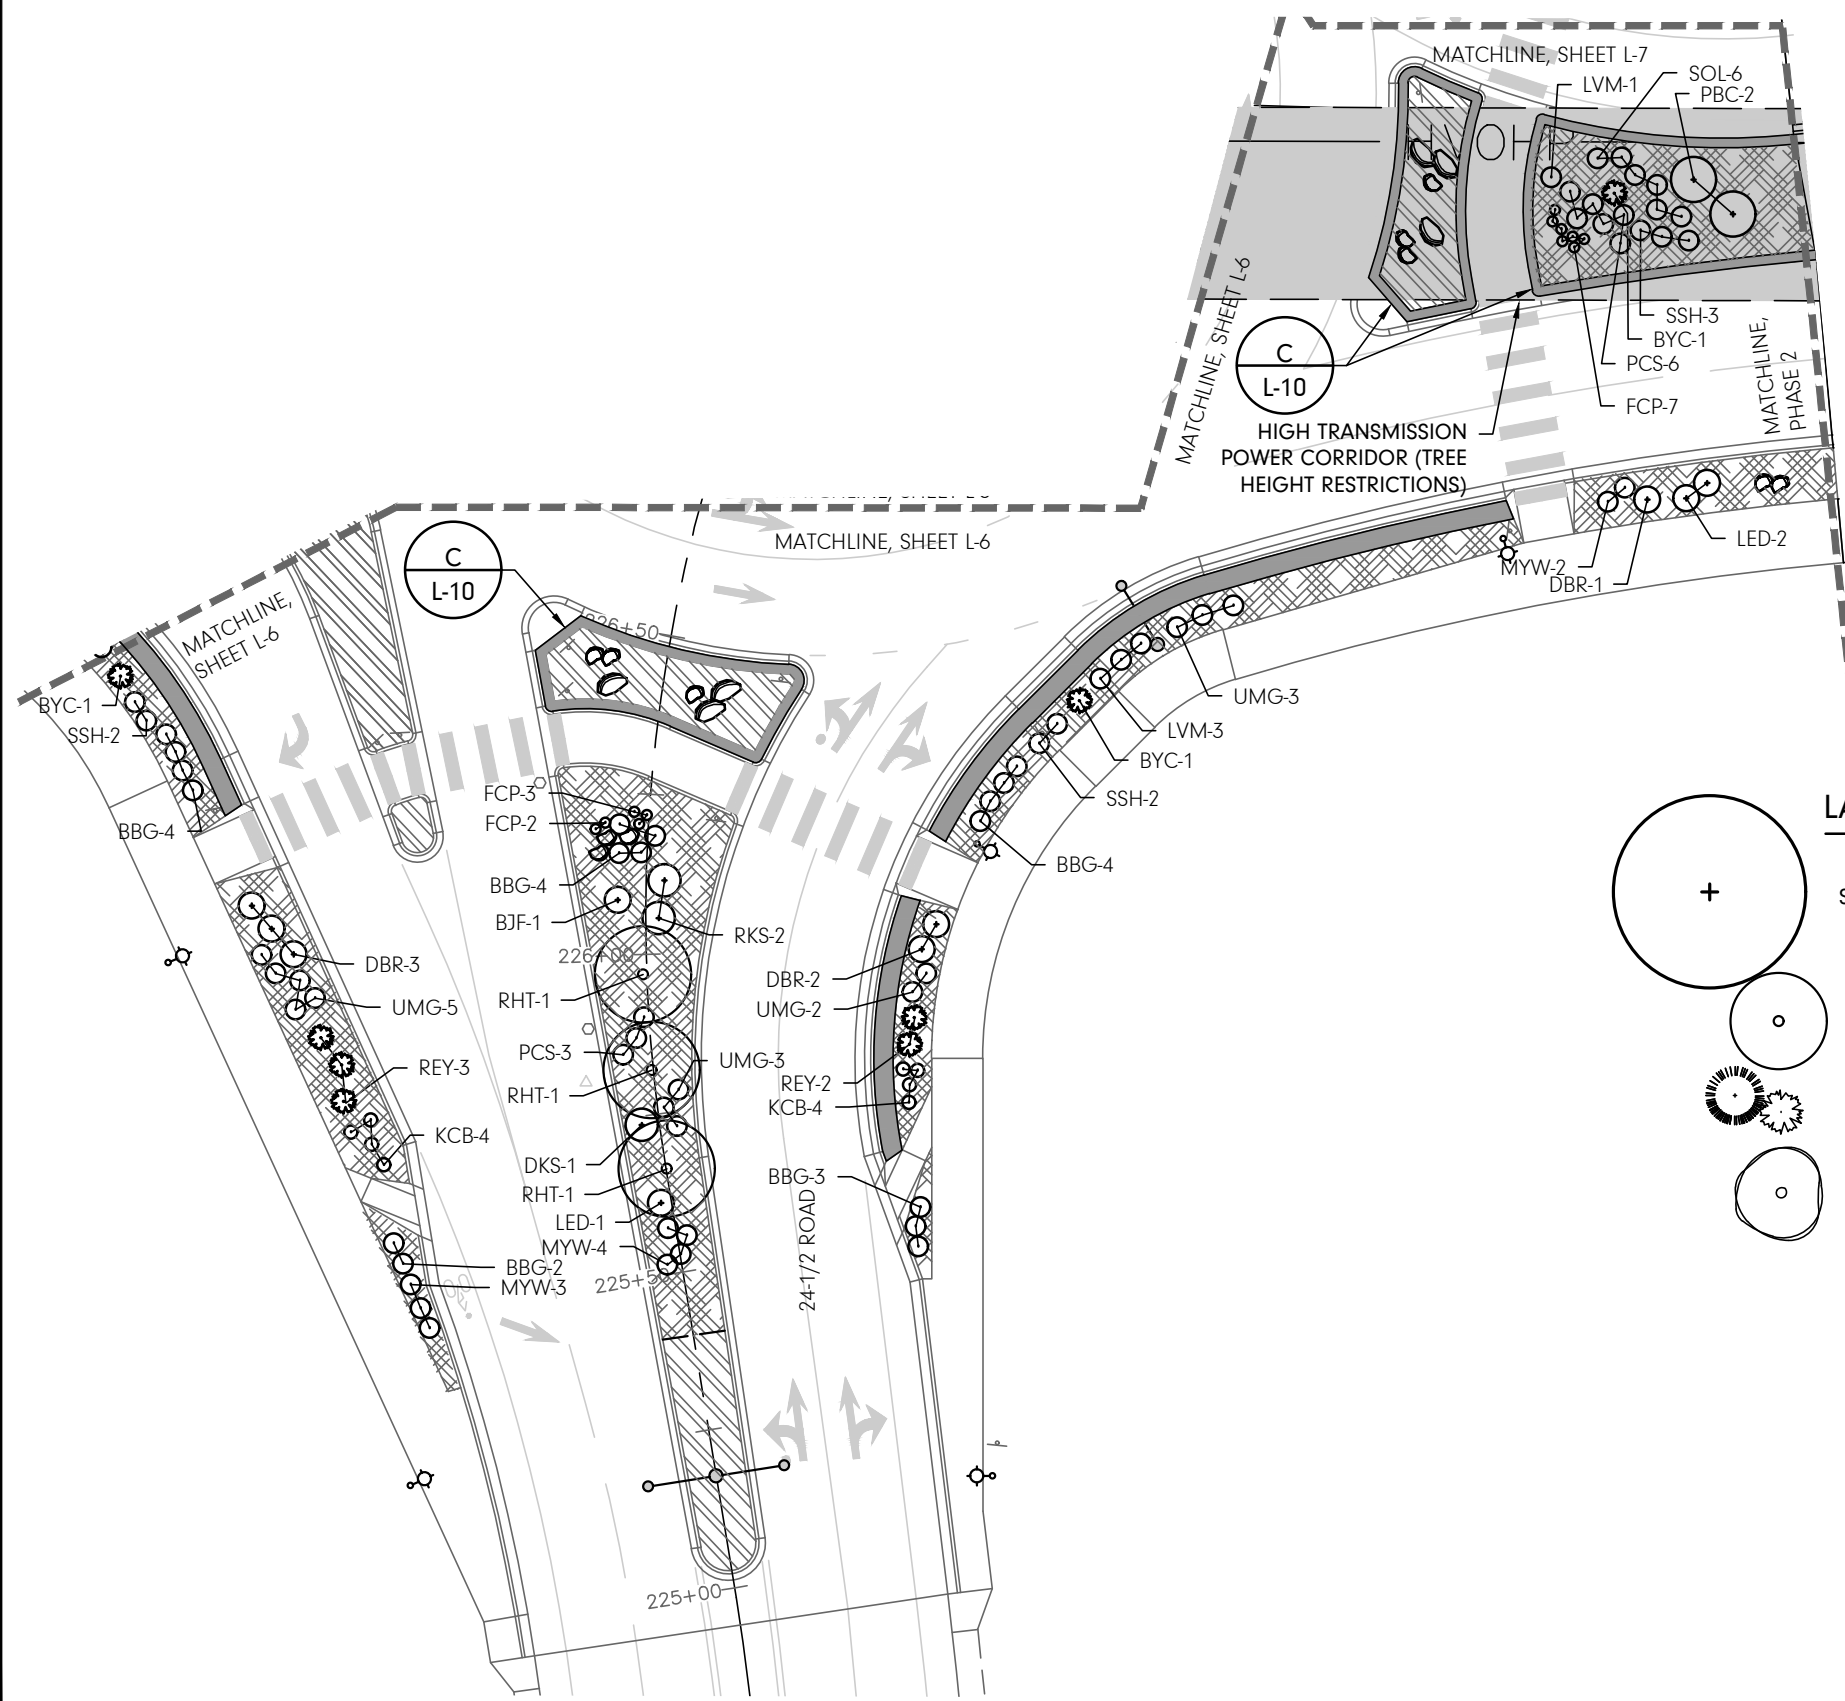 MATCHLINE, SHEET L-7
LVM-1
SOL-6
PBC-2
OH
MATCHLINE, SHEET L-6
C
L-10
SSH-3
BYC-1
PCS-6
FCP-7
MATCHLINE,
PHASE 2
HIGH TRANSMISSION
POWER CORRIDOR (TREE
HEIGHT RESTRICTIONS)
MATCHLINE, SHEET L-6
C
L-10
LED-2
MYW-2
DBR-1
MATCHLINE,
SHEET L-6
226+50
BYC-1
SSH-2
BBG-4
UMG-3
LVM-3
BYC-1
SSH-2
BBG-4
FCP-3
FCP-2
BBG-4
BJF-1
RKS-2
226+00
RHT-1
PCS-3
UMG-3
RHT-1
DKS-1
RHT-1
LED-1
MYW-4
225+50
DBR-3
UMG-5
REY-3
KCB-4
BBG-2
MYW-3
DBR-2
UMG-2
REY-2
KCB-4
BBG-3
24-1/2 ROAD
225+00
LA
S